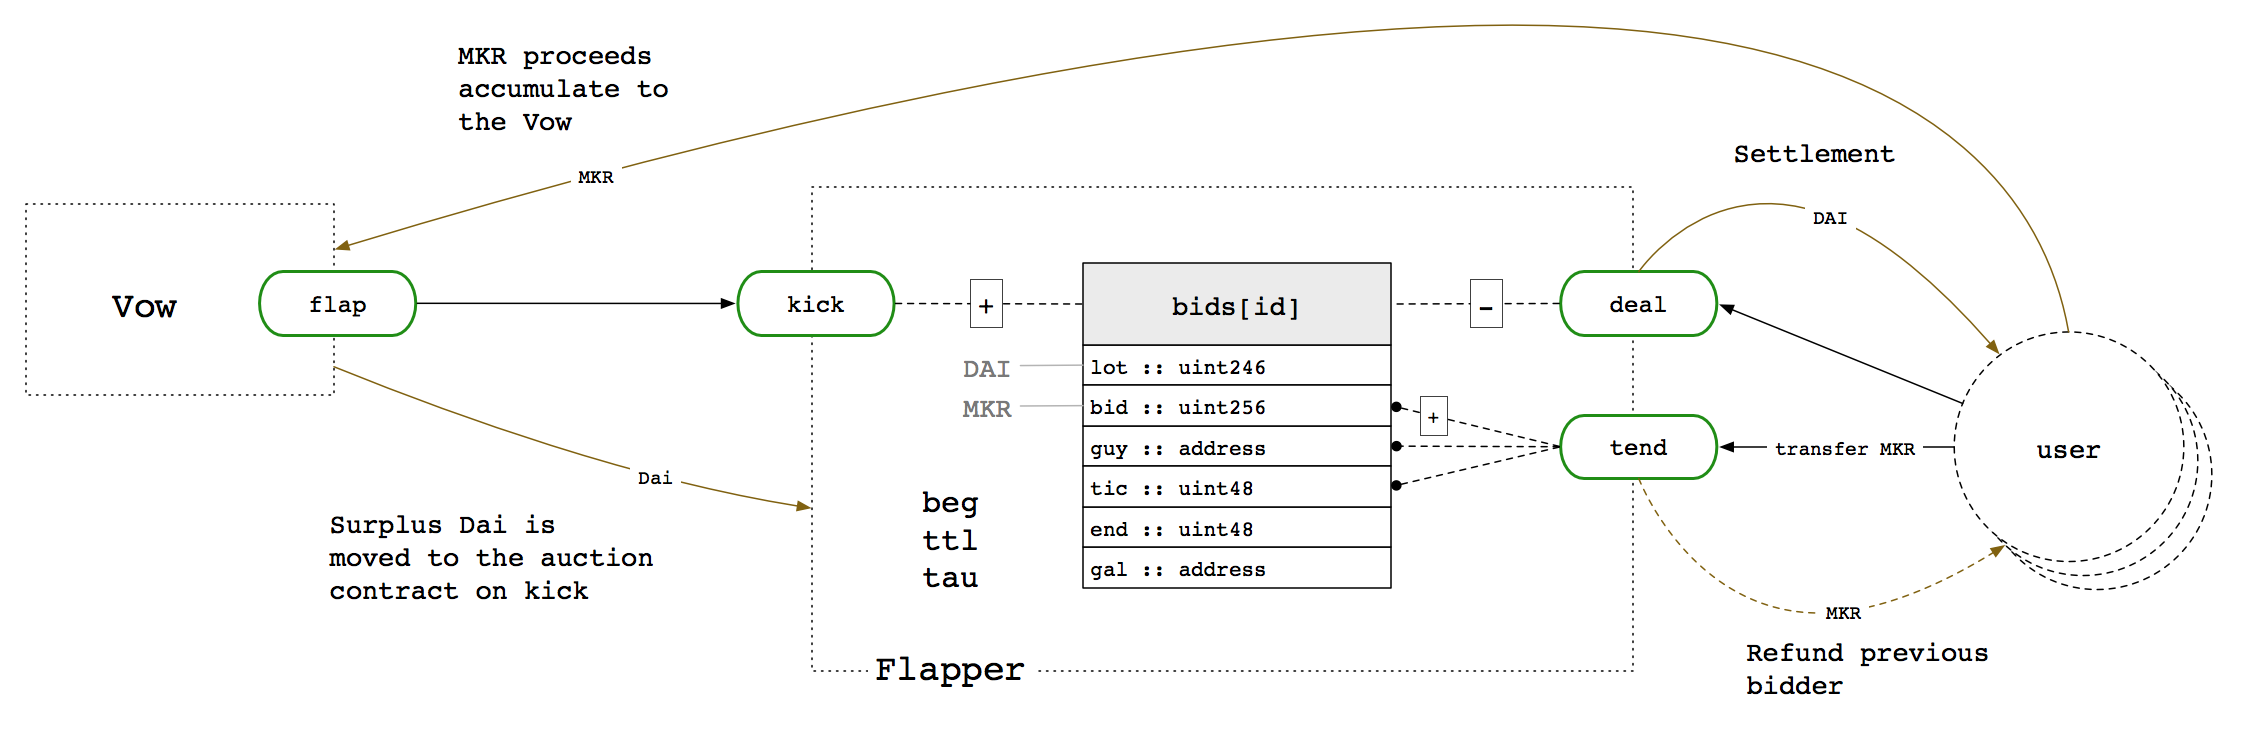 MKR proceeds
accumulate to
the Vow
MKR
Settlement
DAI
Vow
flap
kick
+
bids[id]
-
deal
DAI
lot :: uint246
MKR
bid :: uint256
+
guy :: address
tend
transfer MKR
user
tic :: uint48
end :: uint48
gal :: address
Dai
beg
ttl
tau
Surplus Dai is
moved to the auction
contract on kick
MKR
Refund previous
bidder
Flapper